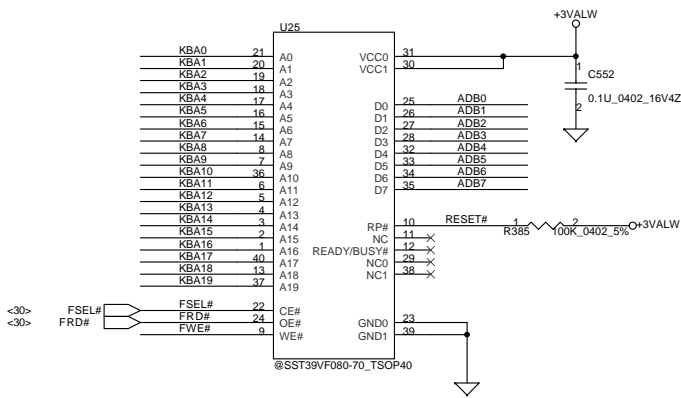 +3VALW
U25
KBA0 21 A0 VCC0 31
KBA1 20 A1 VCC1 30
KBA2 19 A2
KBA3 18 A3
KBA4 17 A4 D0 25 ADB0
KBA5 16 A5 D1 26 ADB1
KBA6 15 A6 D2 27 ADB2
KBA7 14 A7 D3 28 ADB3
KBA8 8 A8 D4 32 ADB4
KBA9 7 A9 D5 33 ADB5
KBA10 36 A10 D6 34 ADB6
KBA11 6 A11 D7 35 ADB7
KBA12 5 A12
KBA13 4 A13
KBA14 3 A14 RP# 10 RESET# 1 2 +3VALW
KBA15 2 A15 NC 11 R385 100K_0402_5%
KBA16 1 A16 READY/BUSY# 12
KBA17 40 A17 NC0 29
KBA18 13 A18 NC1 38
KBA19 37 A19
1
C552
0.1U_0402_16V4Z
2
<30> FSEL# FSEL# 22 CE# GND0 23
<30> FRD# FRD# 24 OE# GND1 39
FWE# 9 WE#
@SST39VF080-70_TSOP40